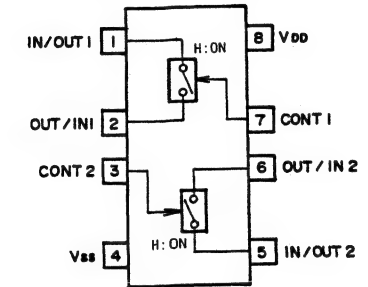 IN/OUT1 1
H:ON
8 VDD
OUT/IN1 2
7 CONT1
CONT2 3
6 OUT/IN2
VSS 4
H:ON
5 IN/OUT2